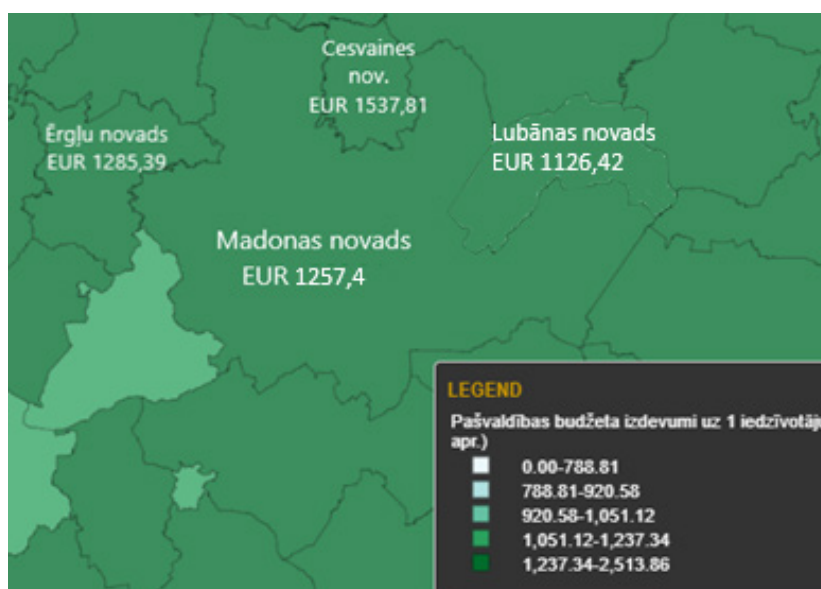 Cesvaines
nov.
EUR 1537,81
Ērgļu novads
EUR 1285,39
Lubānas novads
EUR 1126,42
Madonas novads
EUR 1257,4
LEGEND
Pašvaldības budžeta izdevumi uz 1 iedzīvotāju
apr.)
0.00-788.81
788.81-920.58
920.58-1,051.12
1,051.12-1,237.34
1,237.34-2,513.86